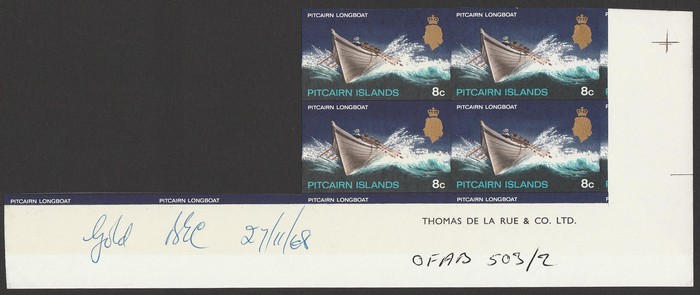 PITCAIRN LONGBOAT PITCAIRN LONGBOAT
PITCAIRN ISLANDS 8c PITCAIRN ISLANDS 8c
PITCAIRN LONGBOAT PITCAIRN LONGBOAT
PITCAIRN ISLANDS 8c PITCAIRN ISLANDS 8c
PITCAIRN LONGBOAT PITCAIRN LONGBOAT PITCAIRN LONGBOAT PITCAIRN LONGBOAT
THOMAS DE LA RUE & CO. LTD.
Gold 27/11/68
OFAB 503/2